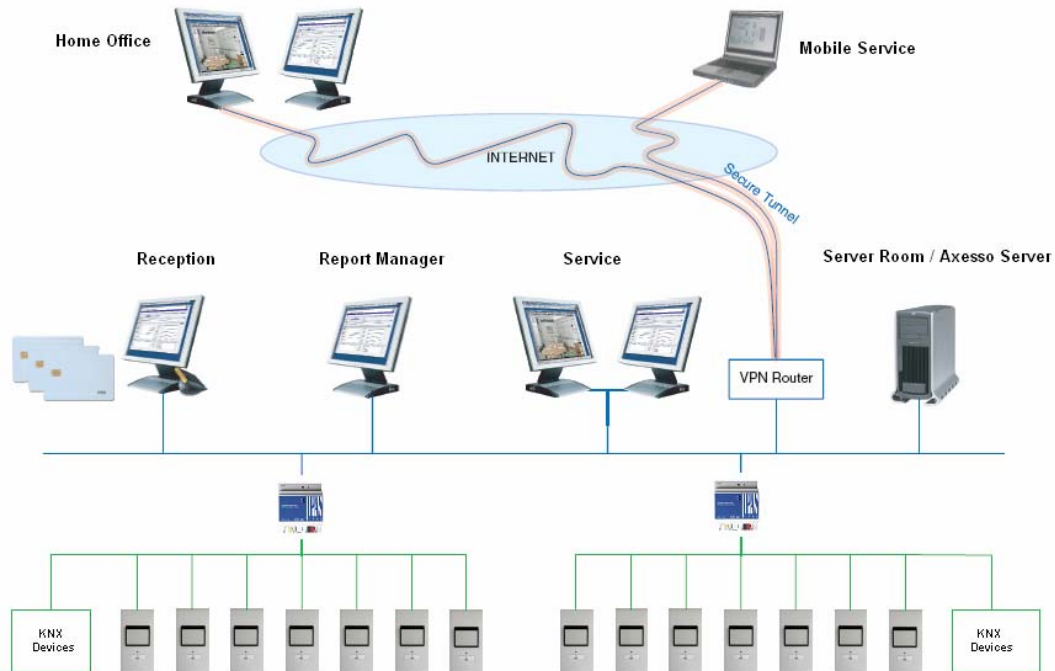 Home Office
Mobile Service
INTERNET
Secure Tunnel
Reception
Report Manager
Service
Server Room / Axesso Server
VPN Router
KNX
Devices
KNX
Devices